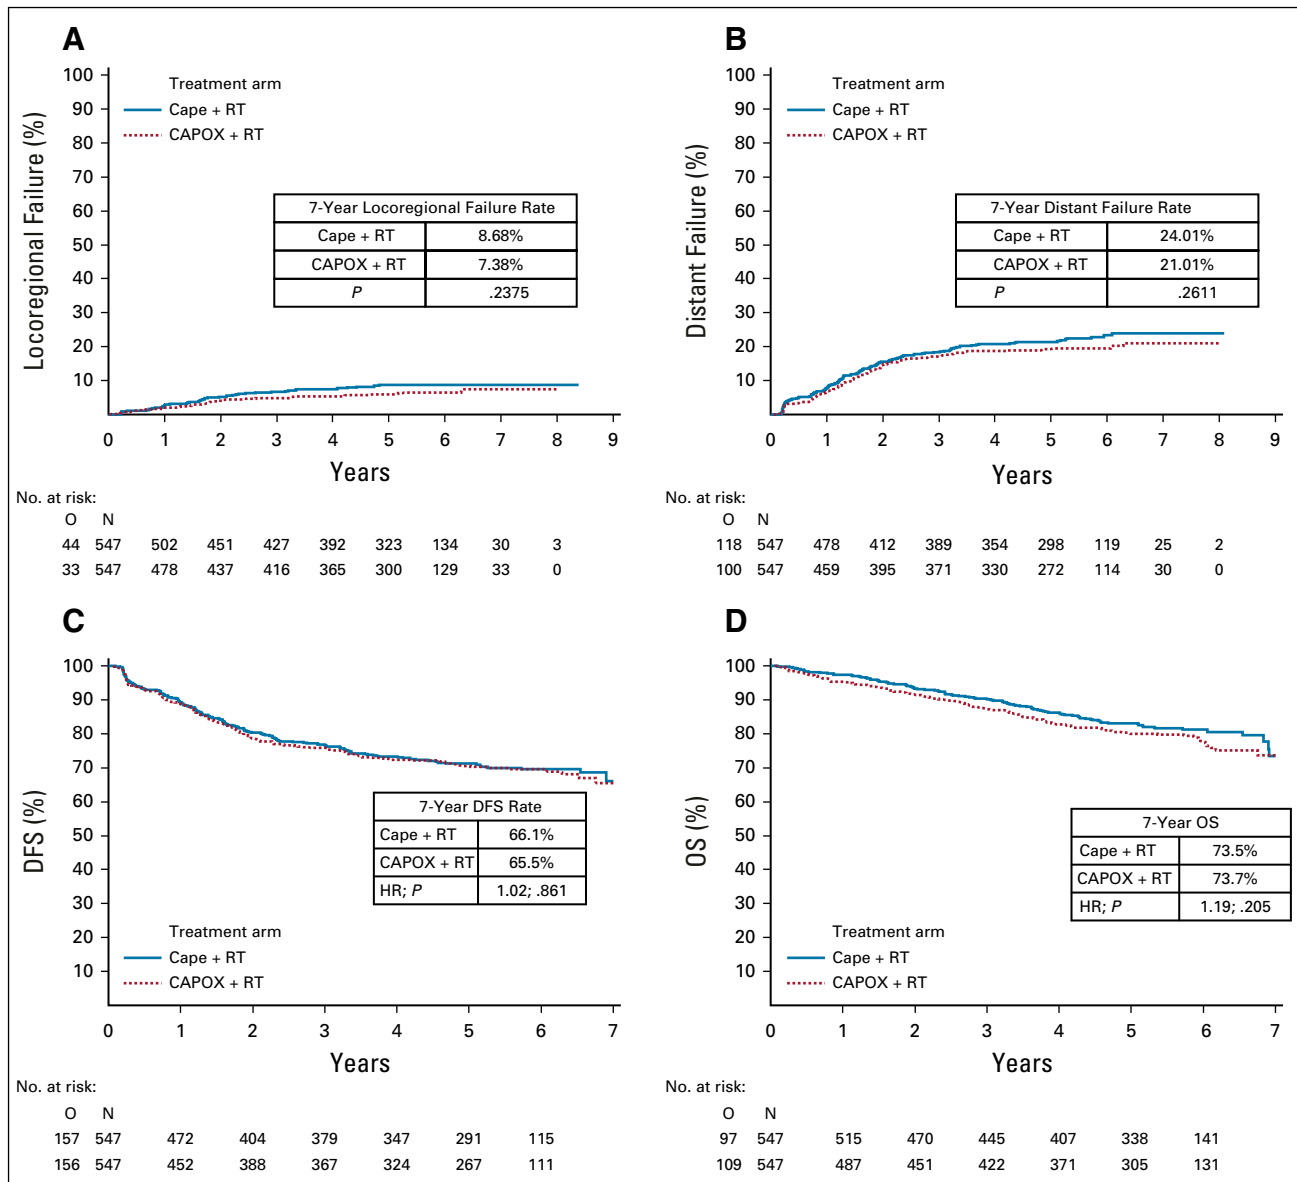 A
Treatment arm
Cape + RT
CAPOX + RT
Locoregional Failure (%)
100
90
80
70
60
50
40
30
20
10
7-Year Locoregional Failure Rate
Cape + RT 8.68%
CAPOX + RT 7.38%
P .2375
0 1 2 3 4 5 6 7 8 9
Years
No. at risk:
O N
44 547 502 451 427 392 323 134 30 3
33 547 478 437 416 365 300 129 33 0
B
Treatment arm
Cape + RT
CAPOX + RT
Distant Failure (%)
100
90
80
70
60
50
40
30
20
10
7-Year Distant Failure Rate
Cape + RT 24.01%
CAPOX + RT 21.01%
P .2611
0 1 2 3 4 5 6 7 8 9
Years
No. at risk:
O N
118 547 478 412 389 354 298 119 25 2
100 547 459 395 371 330 272 114 30 0
C
DFS (%)
100
90
80
70
60
50
40
30
20
10
7-Year DFS Rate
Cape + RT 66.1%
CAPOX + RT 65.5%
HR; P 1.02; .861
Treatment arm
Cape + RT
CAPOX + RT
0 1 2 3 4 5 6 7
Years
No. at risk:
O N
157 547 472 404 379 347 291 115
156 547 452 388 367 324 267 111
D
OS (%)
100
90
80
70
60
50
40
30
20
10
7-Year OS
Cape + RT 73.5%
CAPOX + RT 73.7%
HR; P 1.19; .205
Treatment arm
Cape + RT
CAPOX + RT
0 1 2 3 4 5 6 7
Years
No. at risk:
O N
97 547 515 470 445 407 338 141
109 547 487 451 422 371 305 131